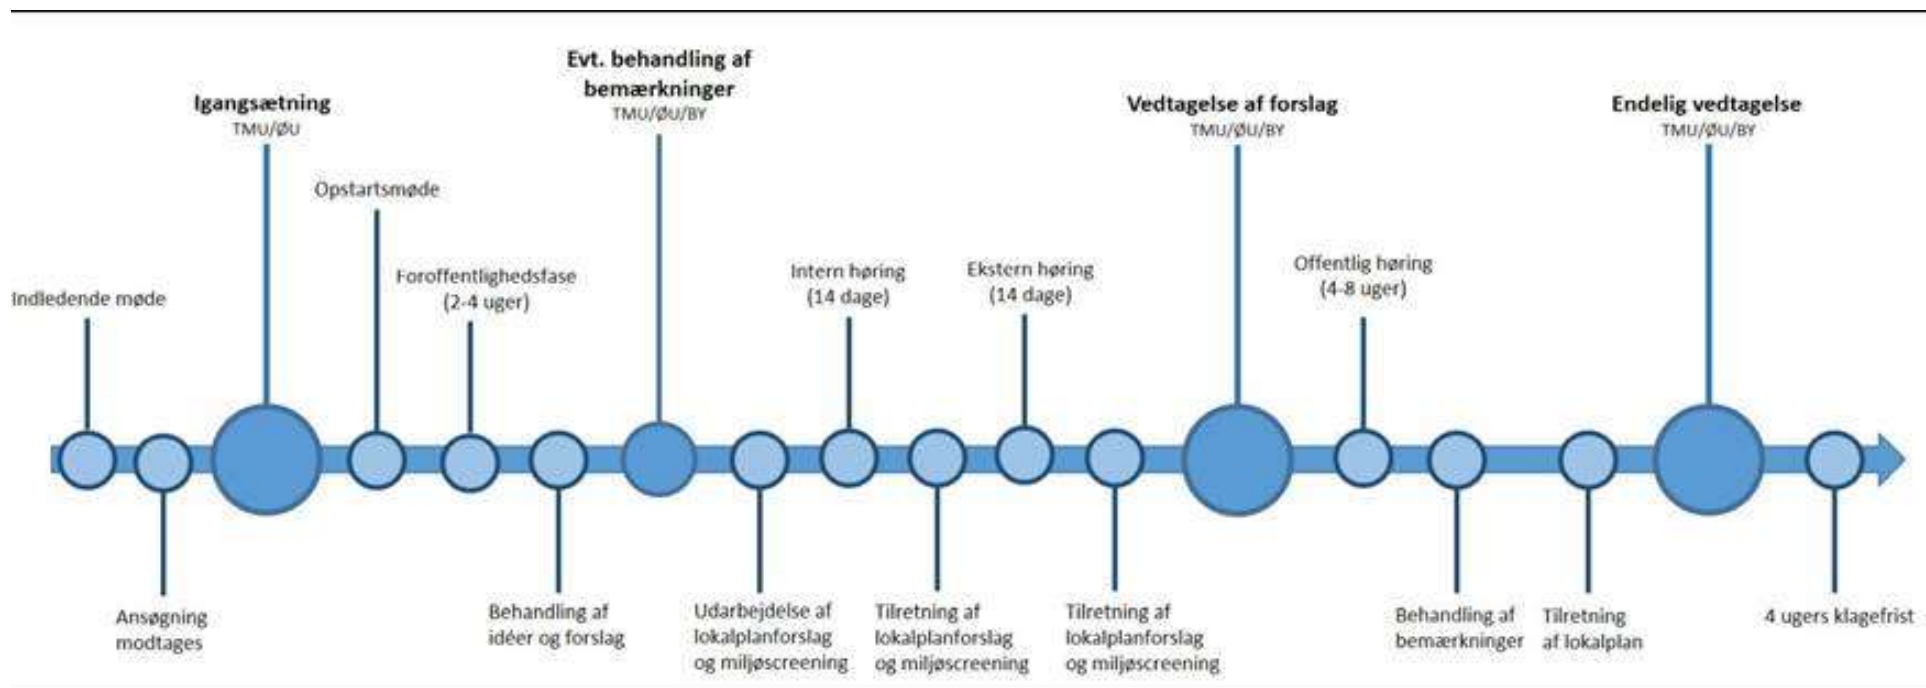 Indledende møde
Ansøgning
modtages
Igangsætning
TMU/ØU
Opstartsmøde
Foroffentlighedsfase
(2-4 uger)
Behandling af
idéer og forslag
Evt. behandling af
bemærkninger
TMU/ØU/BY
Udarbejdelse af
lokalplanforslag
og miljøscreening
Intern høring
(14 dage)
Tilretning af
lokalplanforslag
og miljøscreening
Ekstern høring
(14 dage)
Tilretning af
lokalplanforslag
og miljøscreening
Vedtagelse af forslag
TMU/ØU/BY
Offentlig høring
(4-8 uger)
Behandling af
bemærkninger
Tilretning
af lokalplan
Endelig vedtagelse
TMU/ØU/BY
4 ugers klagefrist